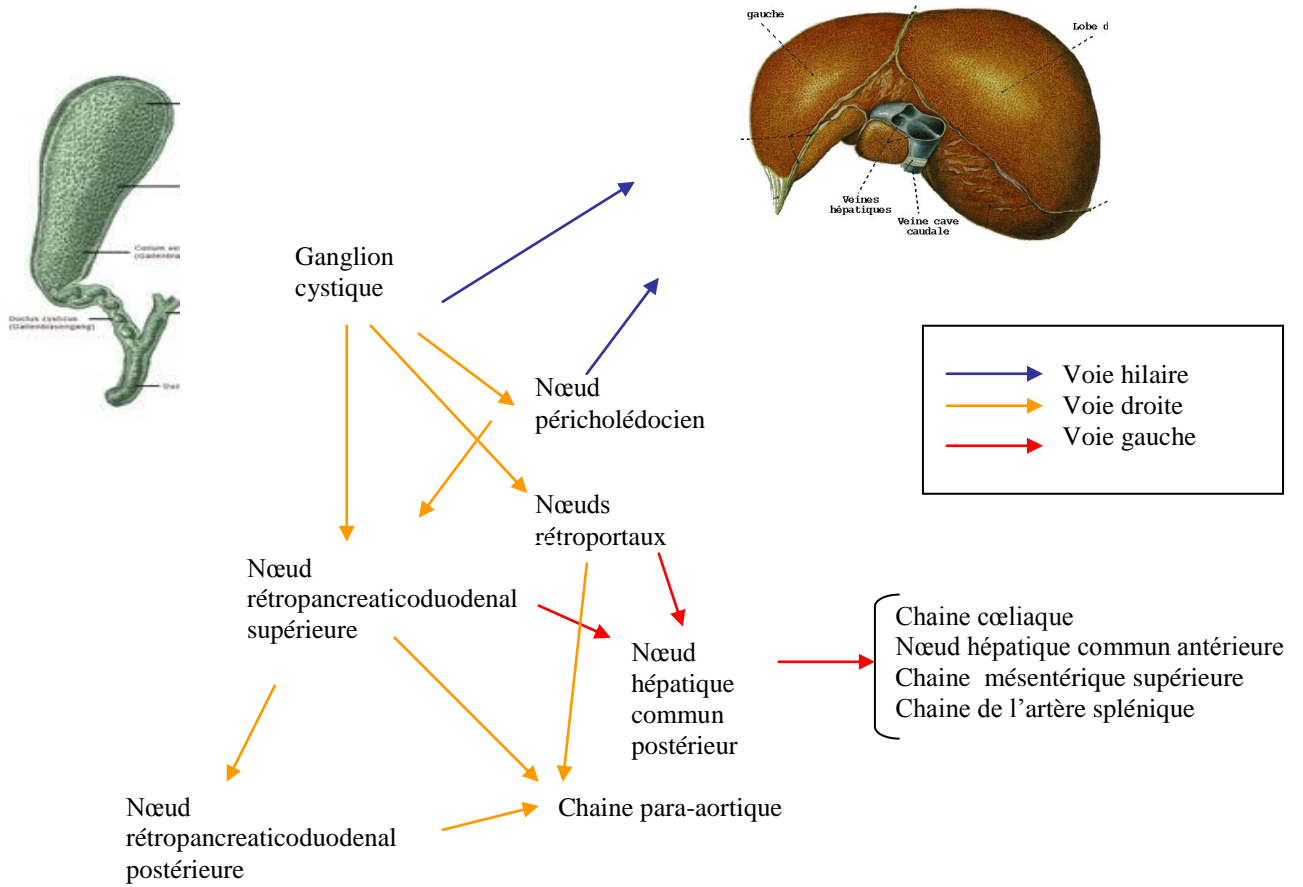 gauche
Lobe d
Veines
hépatiques
Veine cave
caudale
Ganglion
cystique
(Gallenblasengang)
Nœud
péricholédocien
Voie hilaire
Voie droite
Voie gauche
Nœuds
rétroportaux
Nœud
rétropancreaticoduodenal
supérieure
Nœud
hépatique
commun
postérieur
Chaine cœliaque
Nœud hépatique commun antérieure
Chaine mésentérique supérieure
Chaine de l’artère splénique
Nœud
rétropancreaticoduodenal
postérieure
Chaine para-aortique